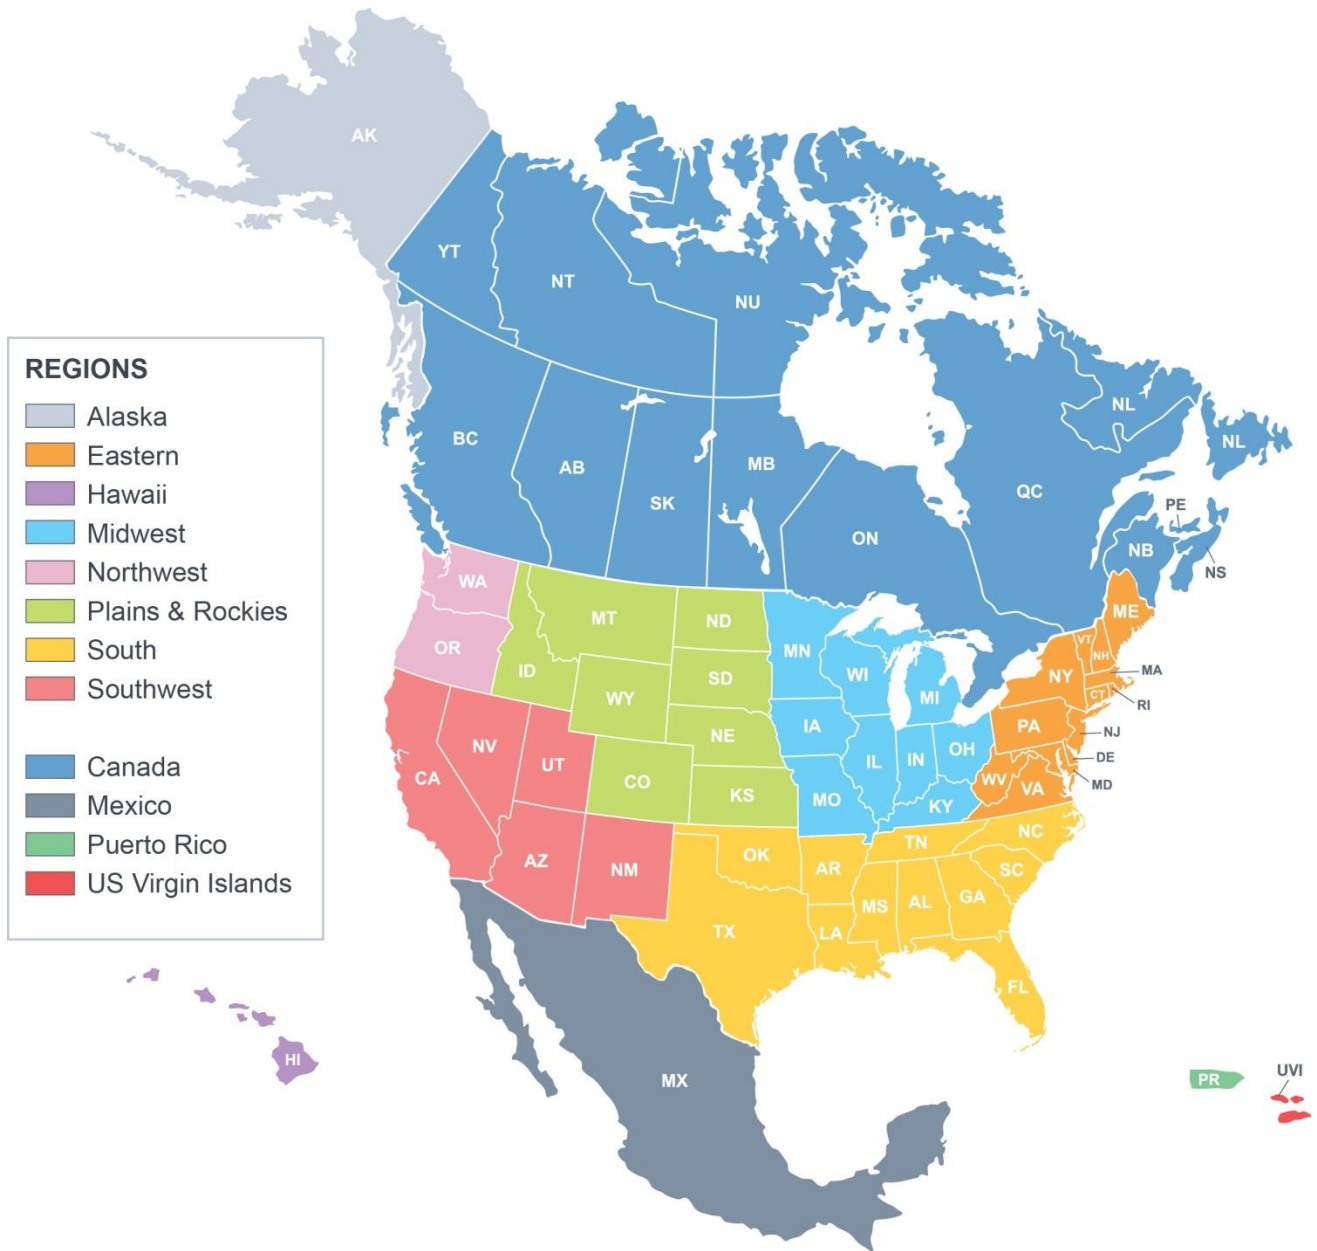 AK
YT
NT
NU
REGIONS
Alaska
Eastern
Hawaii
Midwest
Northwest
Plains & Rockies
South
Southwest
Canada
Mexico
Puerto Rico
US Virgin Islands
BC
AB
SK
MB
ON
QC
NL
NL
PE
NB
NS
WA
OR
MT
ID
WY
ND
SD
NE
CO
KS
MN
WI
MI
IA
IL
IN
OH
MO
KY
ME
VT
NH
NY
MA
CT
RI
PA
NJ
DE
MD
WV
VA
CA
NV
UT
AZ
NM
OK
AR
TN
NC
SC
TX
LA
MS
AL
GA
FL
HI
MX
PR
UVI